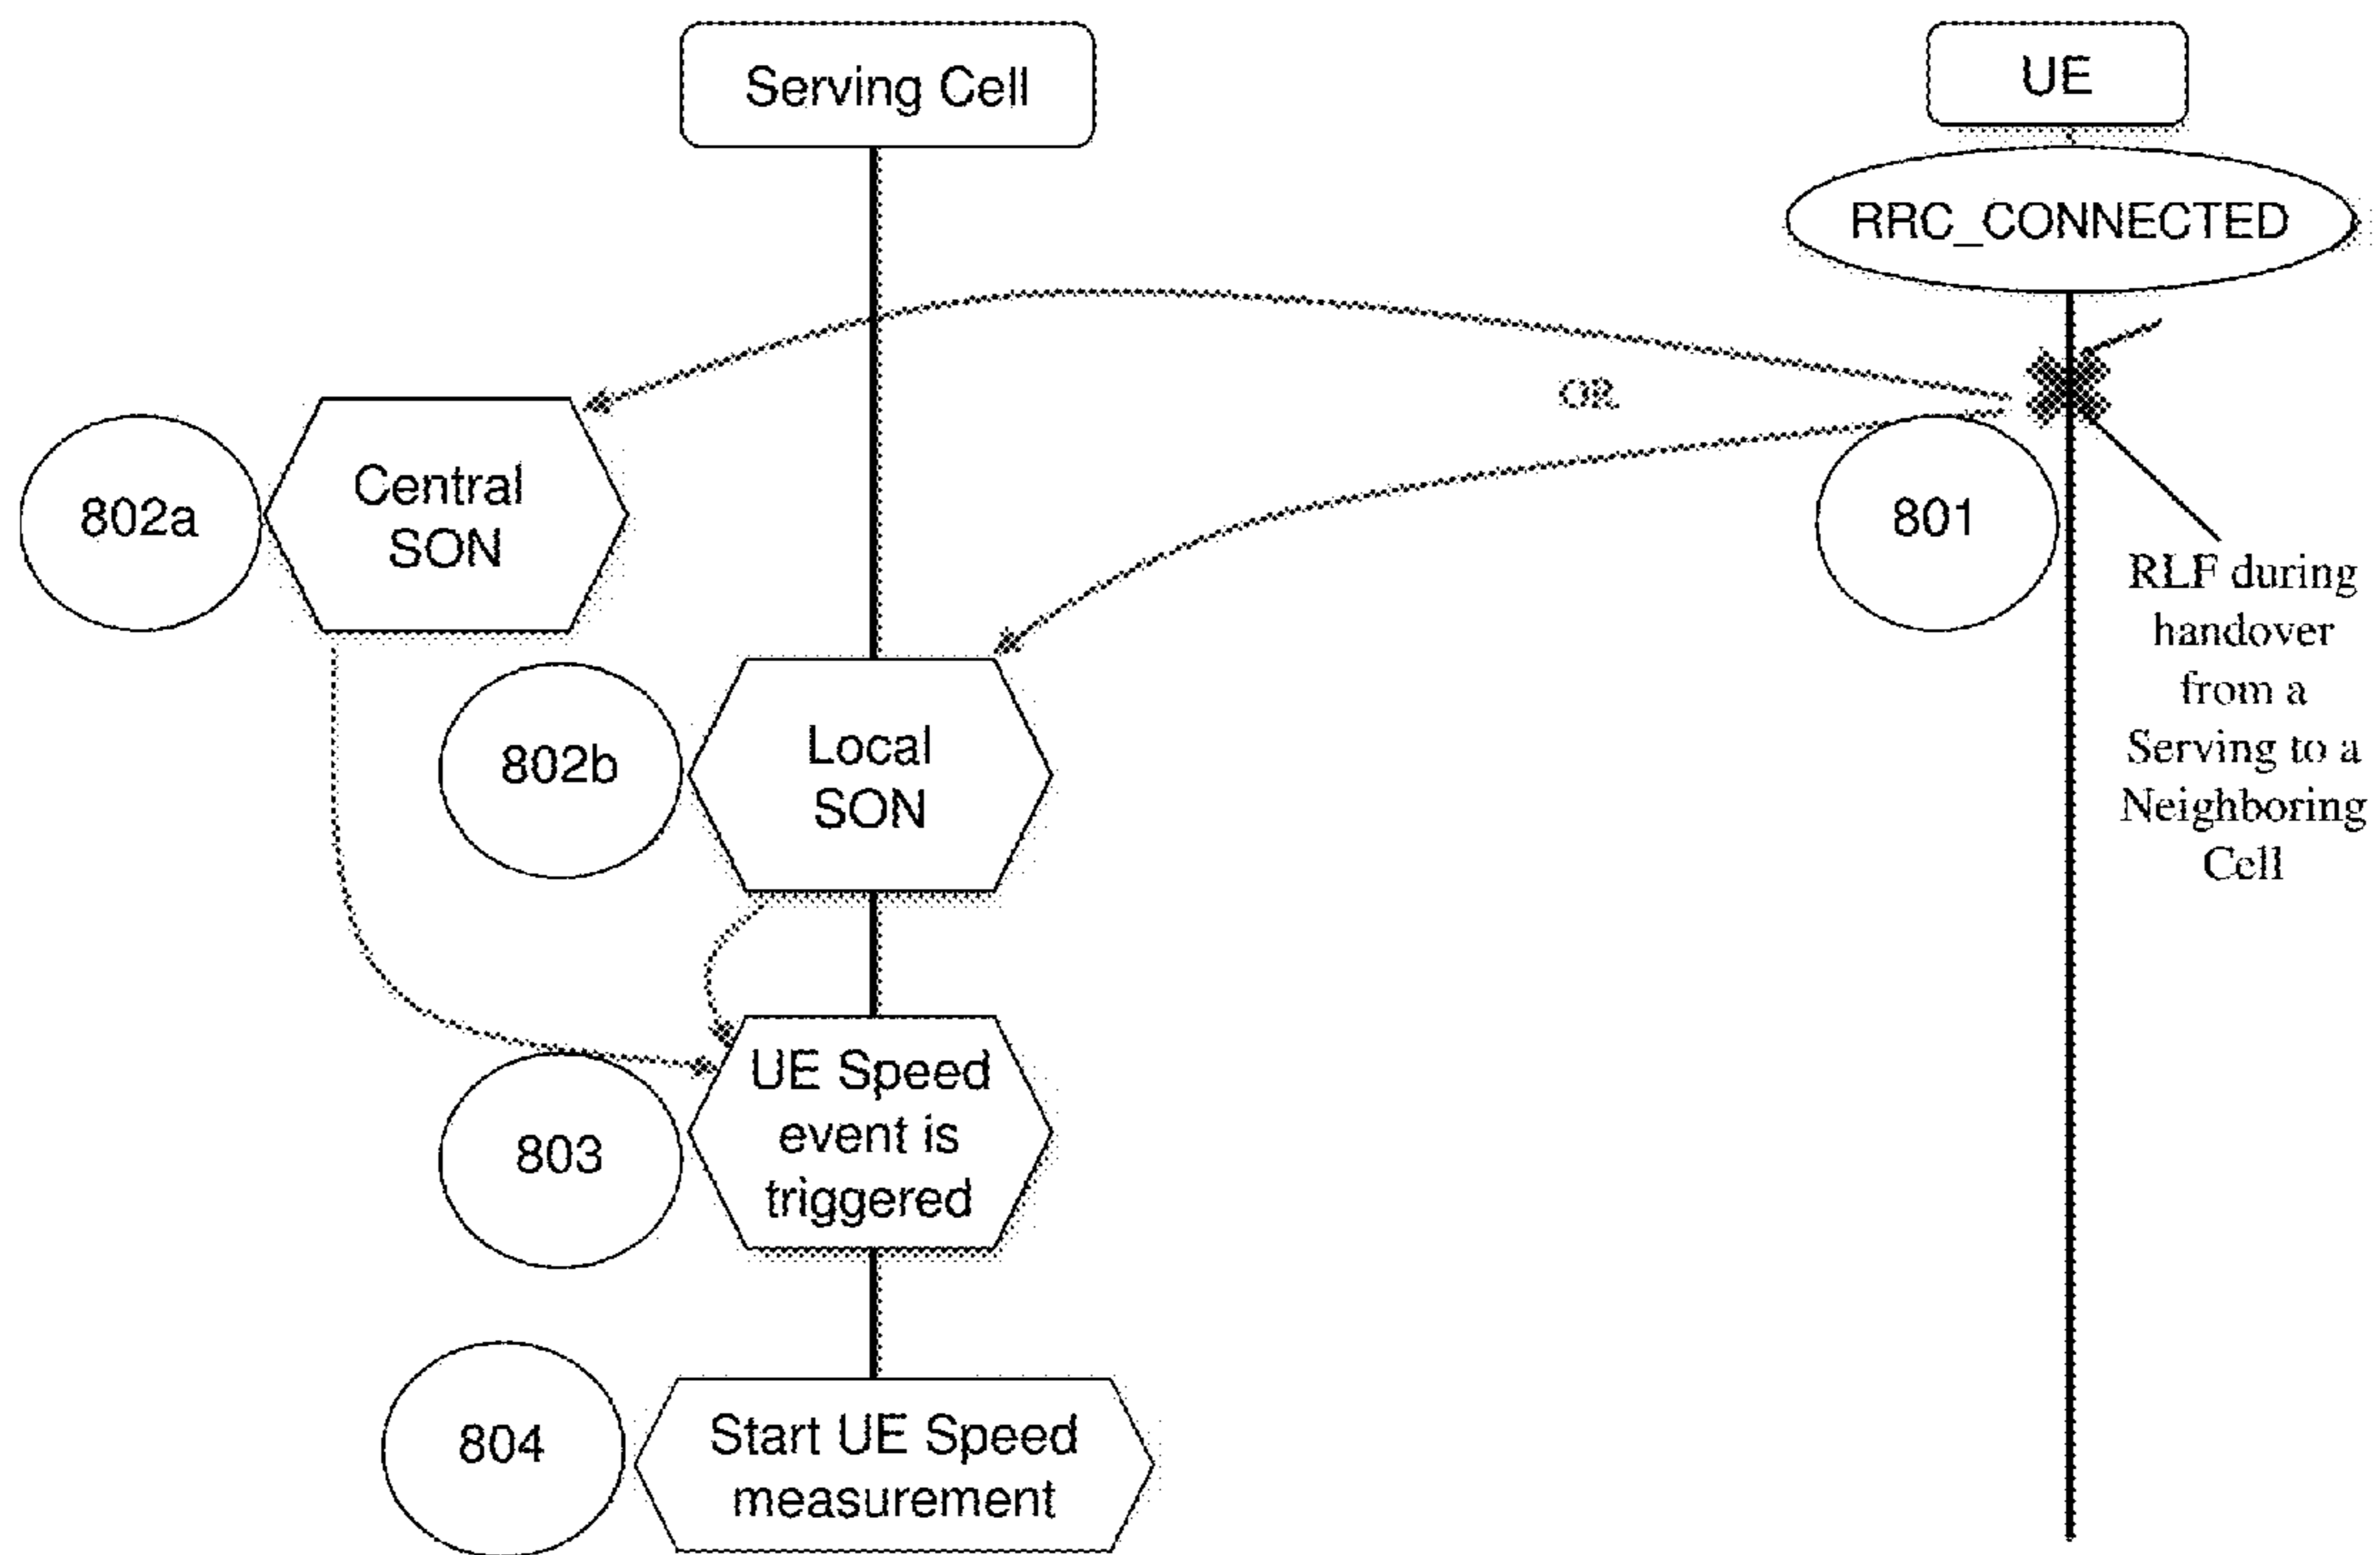 Serving Cell
UE
RRC_CONNECTED
OR
802a
Central
SON
801
RLF during
handover
from a
Serving to a
Neighboring
Cell
802b
Local
SON
803
UE Speed
event is
triggered
804
Start UE Speed
measurement